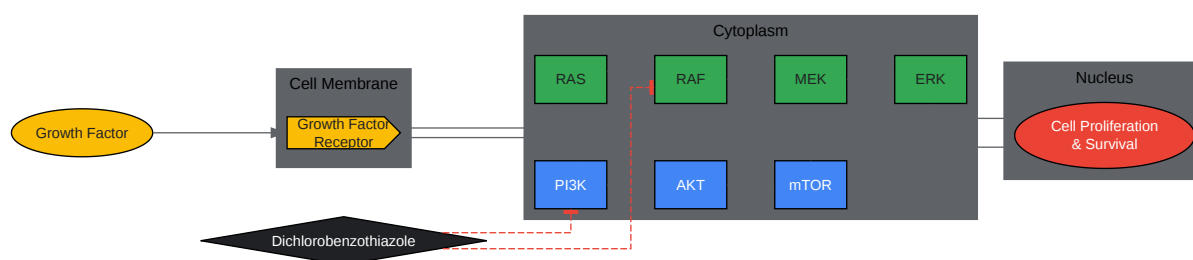 Cytoplasm
RAS
RAF
MEK
ERK
Cell Membrane
Nucleus
Growth Factor
Growth Factor
Receptor
Cell Proliferation
& Survival
PI3K
AKT
mTOR
Dichlorobenzothiazole